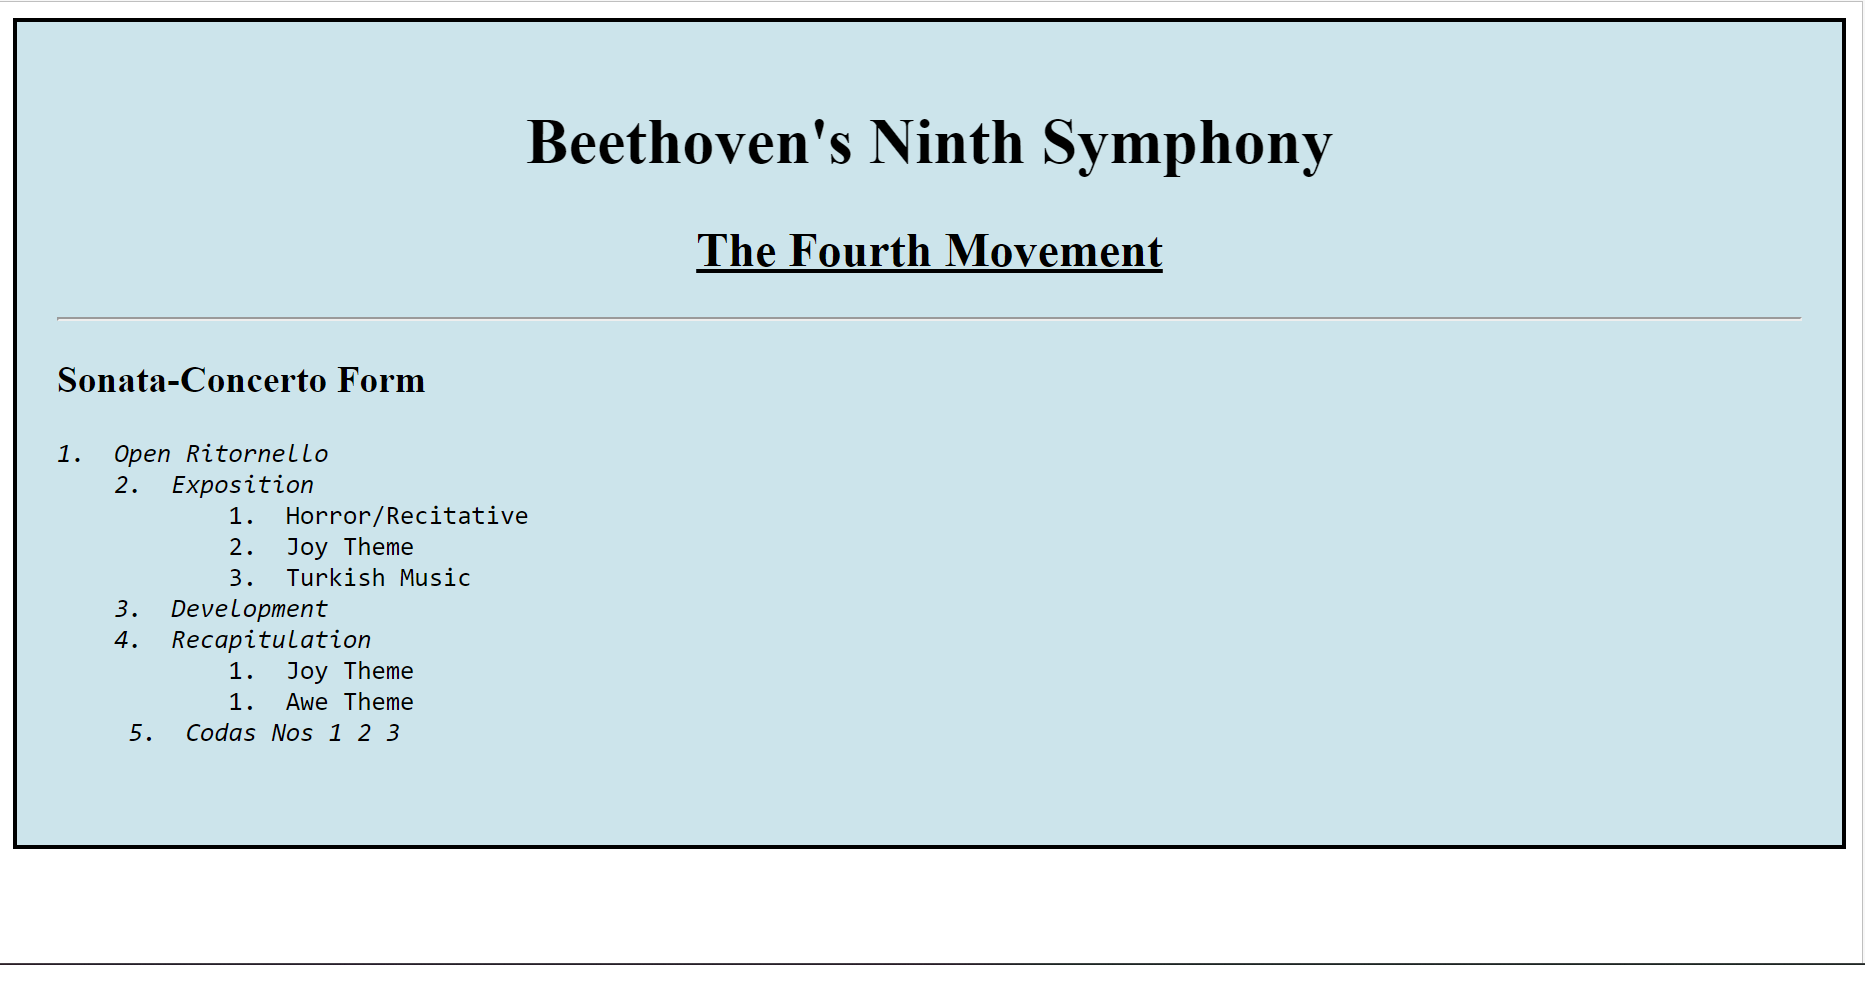 Beethoven's Ninth Symphony
The Fourth Movement
Sonata-Concerto Form
1. Open Ritornello
2. Exposition
1. Horror/Recitative
2. Joy Theme
3. Turkish Music
3. Development
4. Recapitulation
1. Joy Theme
1. Awe Theme
5. Codas Nos 1 2 3